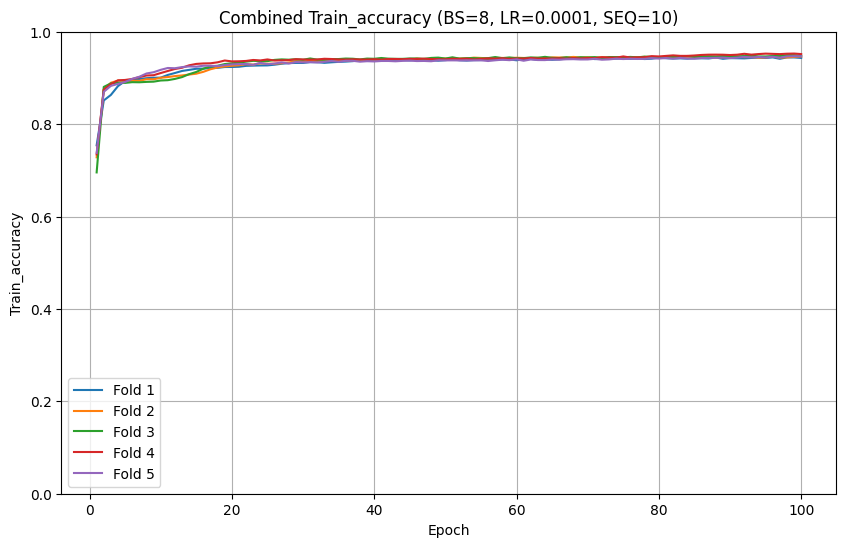 Combined Train_accuracy (BS=8, LR=0.0001, SEQ=10)
Train_accuracy
1.0
0.8
0.6
0.4
0.2
0.0
Fold 1
Fold 2
Fold 3
Fold 4
Fold 5
0 20 40 60 80 100
Epoch